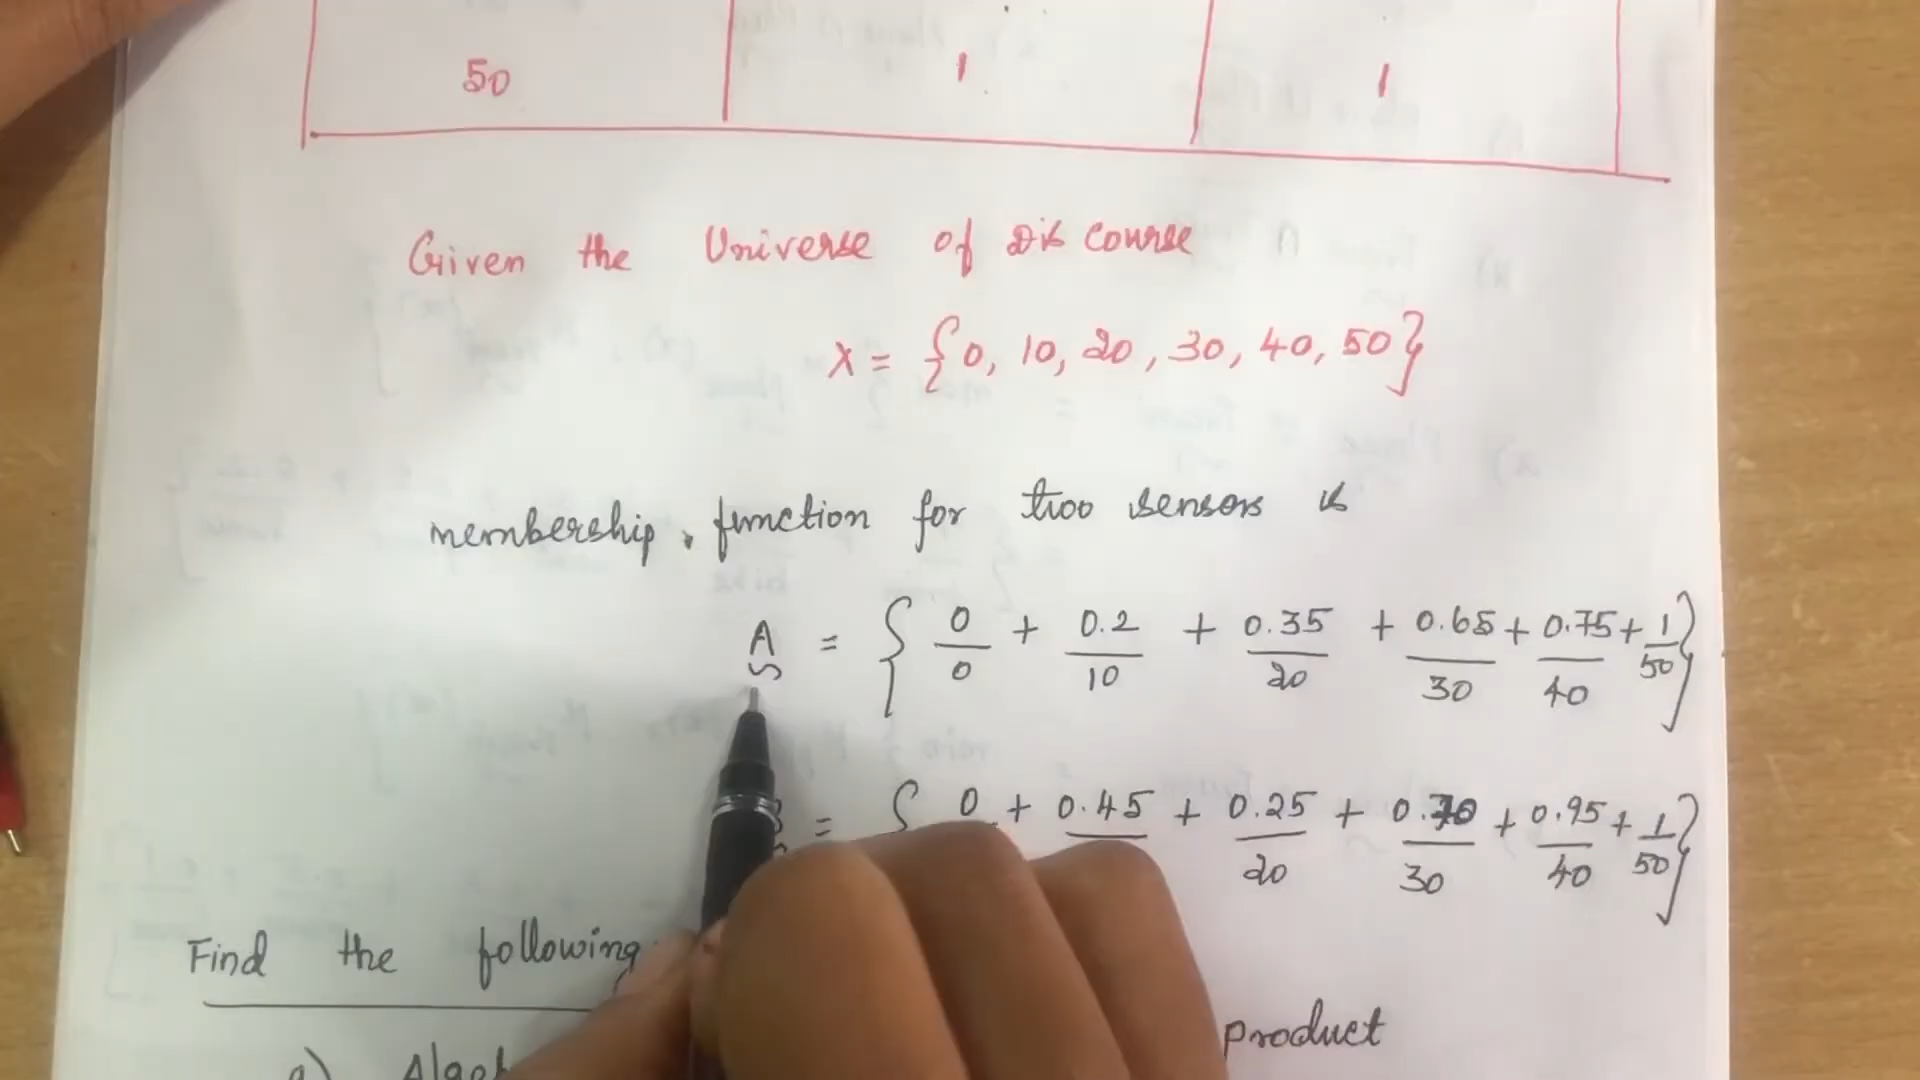 50 1 1
Given the Universe of Discourse
X = {0, 10, 20, 30, 40, 50}
membership function for two sensors is
A = { 0/0 + 0.2/10 + 0.35/20 + 0.65/30 + 0.75/40 + 1/50 }
= { 0 + 0.45 + 0.25/20 + 0.70/30 + 0.95/40 + 1/50 }
Find the following
a) product